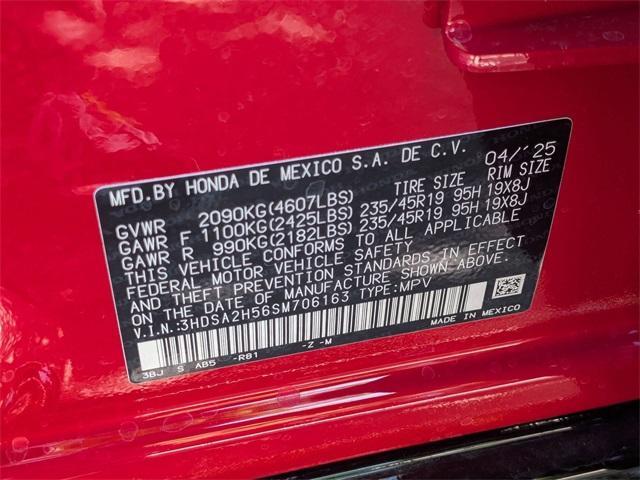 MFD.BY HONDA DE MEXICO S.A. DE C.V. 04/'25
GVWR 2090KG(4607LBS) TIRE SIZE RIM SIZE
GAWR F 1100KG(2425LBS) 235/45R19 95H 19X8J
GAWR R 990KG(2182LBS) 235/45R19 95H 19X8J
THIS VEHICLE CONFORMS TO ALL APPLICABLE
FEDERAL MOTOR VEHICLE SAFETY
AND THEFT PREVENTION STANDARDS IN EFFECT
ON THE DATE OF MANUFACTURE SHOWN ABOVE.
V.I.N.:3HDSA2H56SM706163 TYPE:MPV
MADE IN MEXICO
3BJ S AB5 -R81 -Z -M